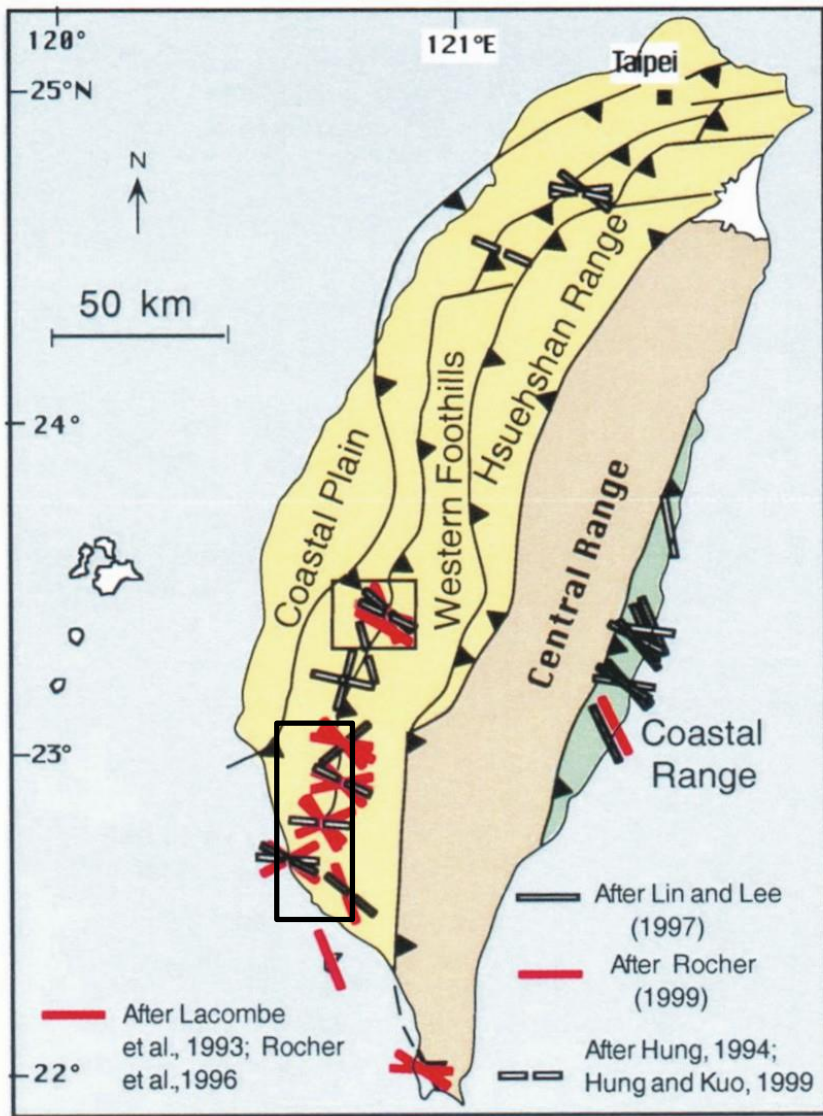 120°
121°E
Taipei
25°N
N
50 km
Hsuehshan Range
24°
Western Foothills
Coastal Plain
Central Range
23°
Coastal
Range
After Lin and Lee
(1997)
After Rocher
(1999)
After Lacombe
et al., 1993; Rocher
et al.,1996
After Hung, 1994;
Hung and Kuo, 1999
22°